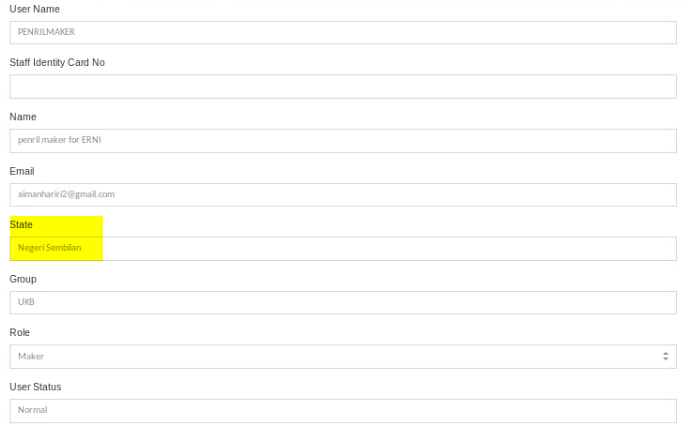 User Name
PENRILMAKER
Staff Identity Card No
Name
penril maker for ERNI
Email
aimanhariri2@gmail.com
State
Negeri Sembilan
Group
UKB
Role
Maker
User Status
Normal